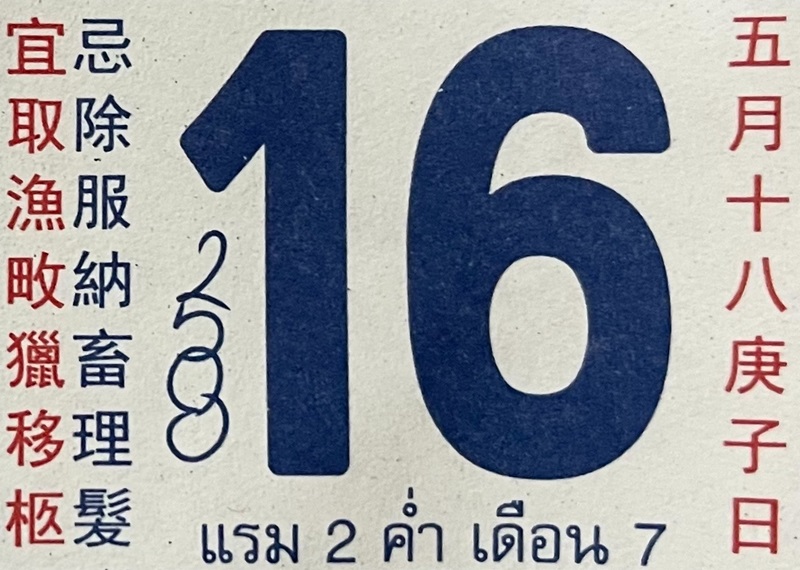 五月十八庚子日
16
忌除服納畜理髮
宜取漁畋獵移柩
แรม 2 ค่ำ เดือน 7